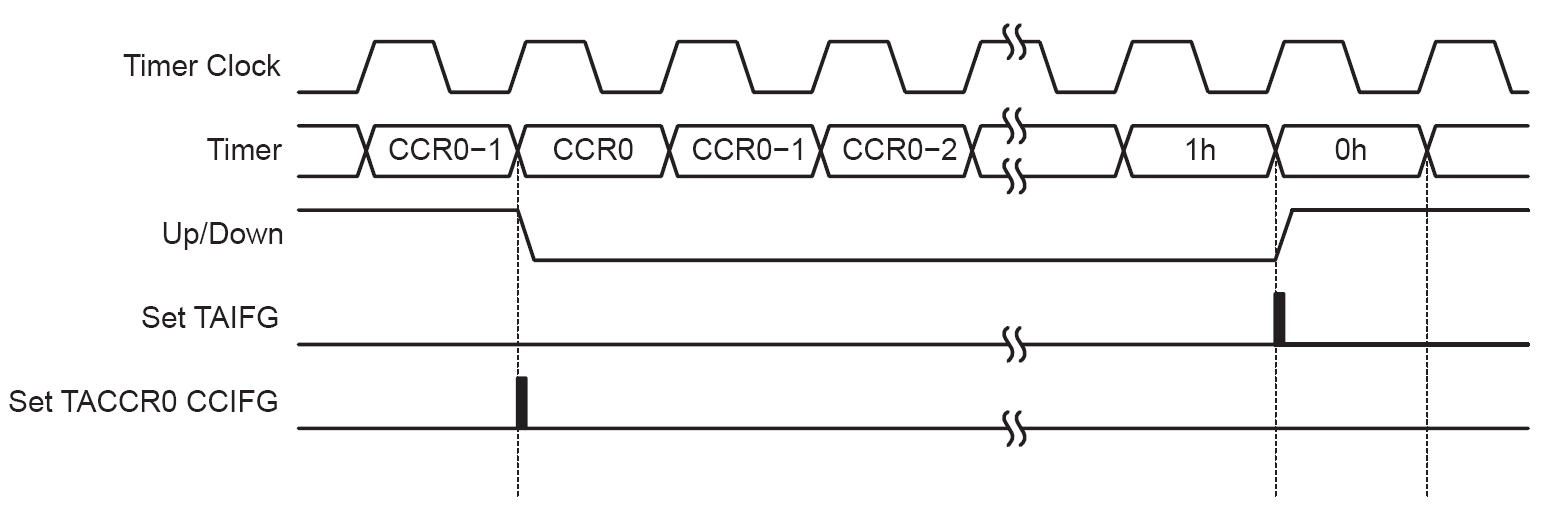 Timer Clock
Timer CCR0−1 CCR0 CCR0−1 CCR0−2 1h 0h
Up/Down
Set TAIFG
Set TACCR0 CCIFG